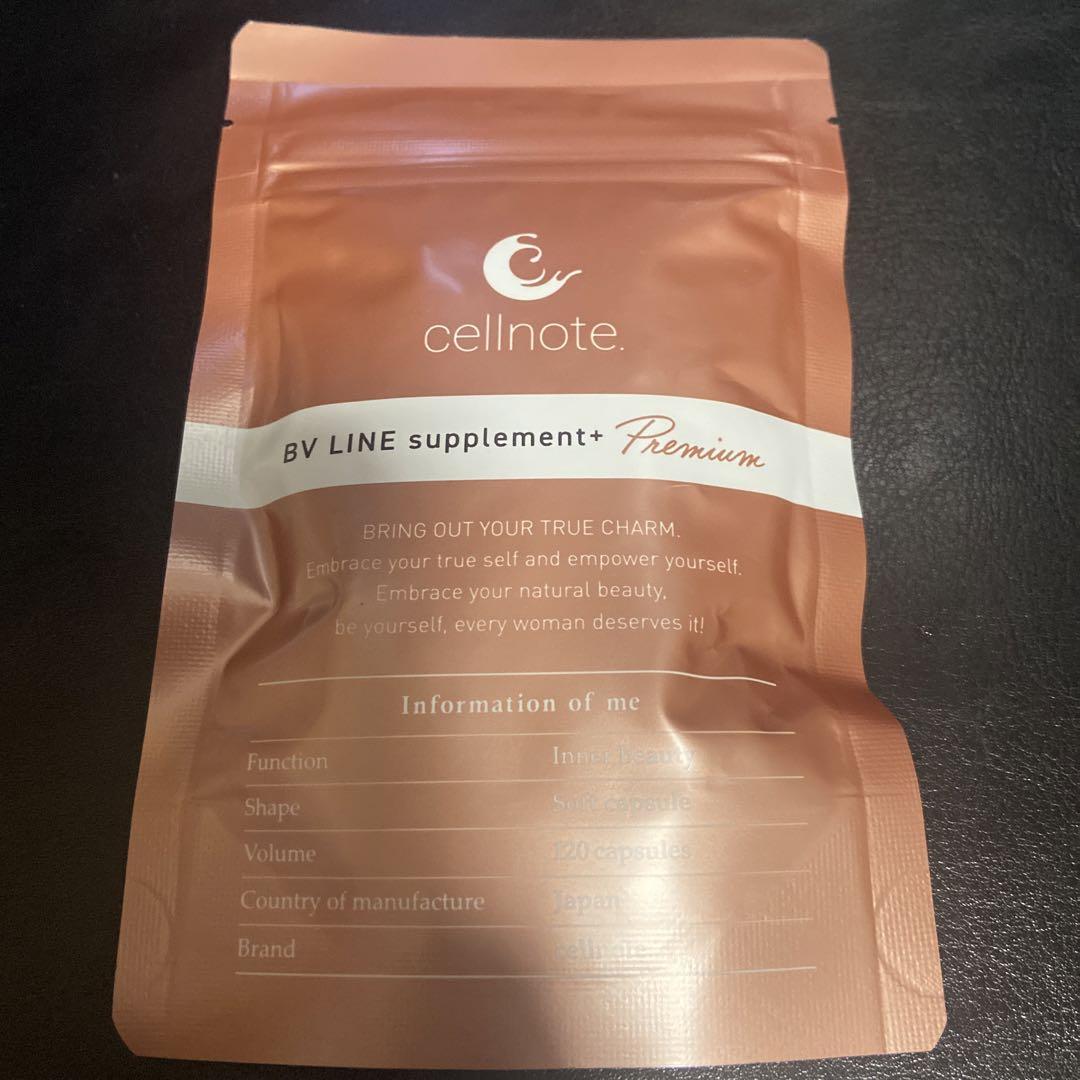 cellnote.
BV LINE supplement+ Premium
BRING OUT YOUR TRUE CHARM.
Embrace your true self and empower yourself.
Embrace your natural beauty,
be yourself, every woman deserves it!
Information of me
Function Inner beauty
Shape Soft capsule
Volume 120 capsules
Country of manufacture Japan
Brand cellnote